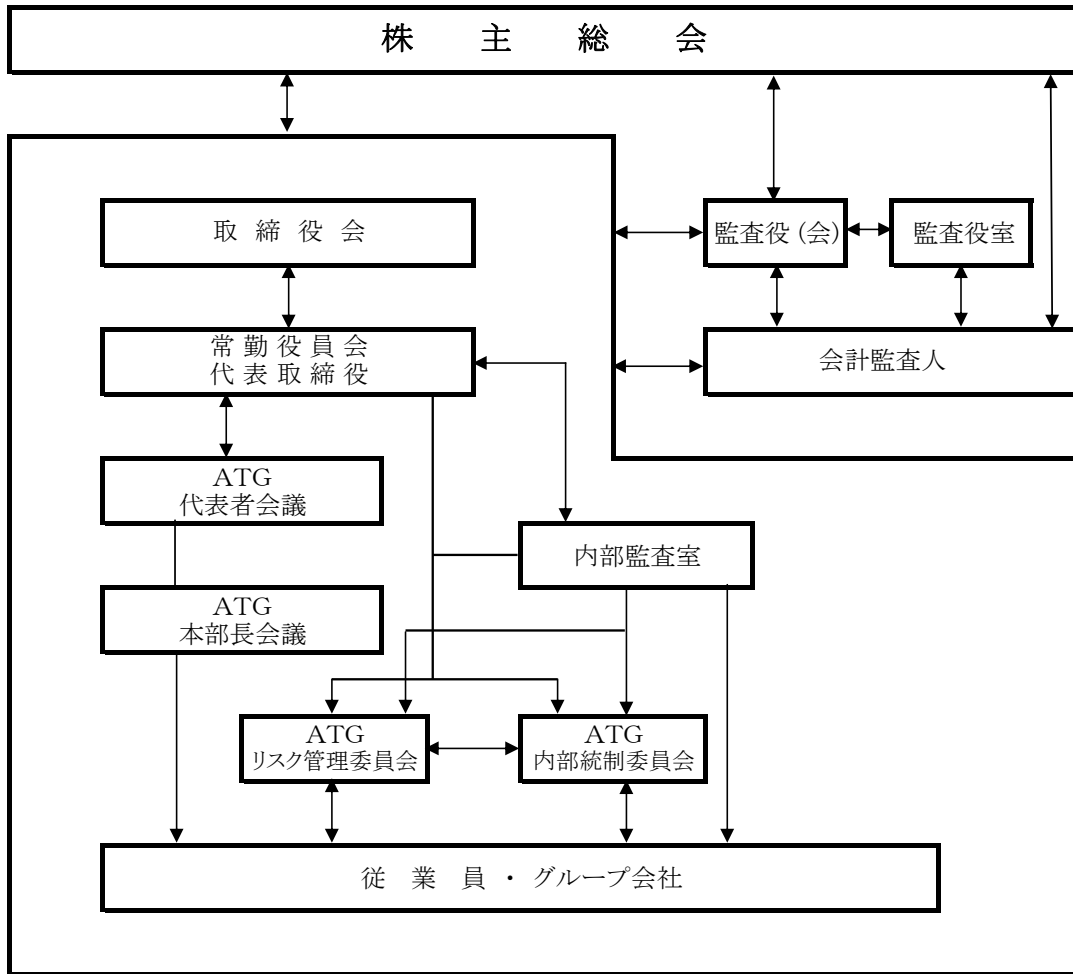 株主総会
取締役会
監査役(会)
監査役室
常勤役員会
代表取締役
会計監査人
ATG
代表者会議
内部監査室
ATG
本部長会議
ATG
リスク管理委員会
ATG
内部統制委員会
従業員・グループ会社